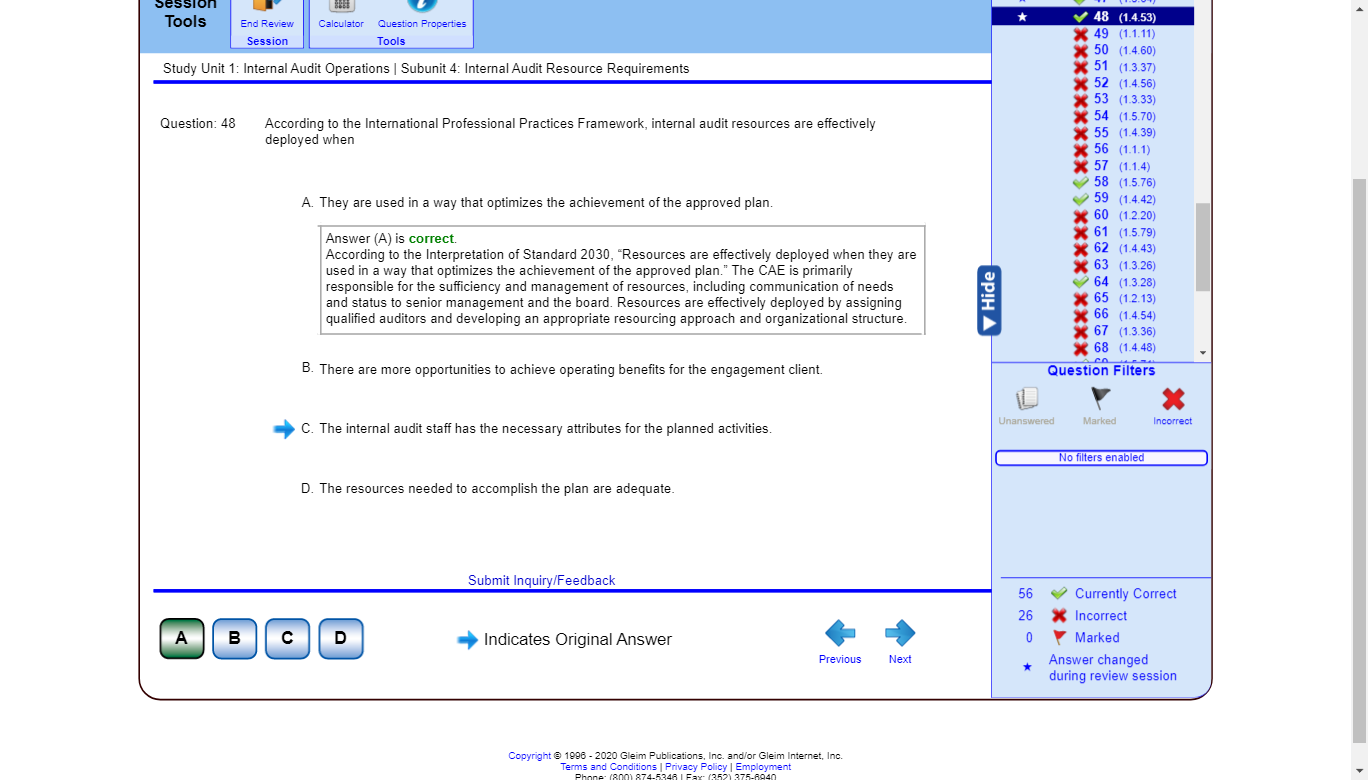 Session
Tools
End Review
Session
Calculator
Question Properties
Tools
Study Unit 1: Internal Audit Operations | Subunit 4: Internal Audit Resource Requirements
Question: 48
According to the International Professional Practices Framework, internal audit resources are effectively
deployed when
A. They are used in a way that optimizes the achievement of the approved plan.
Answer (A) is correct.
According to the Interpretation of Standard 2030, “Resources are effectively deployed when they are
used in a way that optimizes the achievement of the approved plan.” The CAE is primarily
responsible for the sufficiency and management of resources, including communication of needs
and status to senior management and the board. Resources are effectively deployed by assigning
qualified auditors and developing an appropriate resourcing approach and organizational structure.
B. There are more opportunities to achieve operating benefits for the engagement client.
C. The internal audit staff has the necessary attributes for the planned activities.
D. The resources needed to accomplish the plan are adequate.
Submit Inquiry/Feedback
A B C D
Indicates Original Answer
Previous
Next
Hide
48 (1.4.53)
49 (1.1.11)
50 (1.4.60)
51 (1.3.37)
52 (1.4.56)
53 (1.3.33)
54 (1.5.70)
55 (1.4.39)
56 (1.1.1)
57 (1.1.4)
58 (1.5.76)
59 (1.4.42)
60 (1.2.20)
61 (1.5.79)
62 (1.4.43)
63 (1.3.26)
64 (1.3.28)
65 (1.2.13)
66 (1.4.54)
67 (1.3.36)
68 (1.4.48)
Question Filters
Unanswered
Marked
Incorrect
No filters enabled
56 Currently Correct
26 Incorrect
0 Marked
Answer changed
during review session
Copyright © 1996 - 2020 Gleim Publications, Inc. and/or Gleim Internet, Inc.
Terms and Conditions | Privacy Policy | Employment
Phone: (800) 874-5346 | Fax: (352) 375-6940